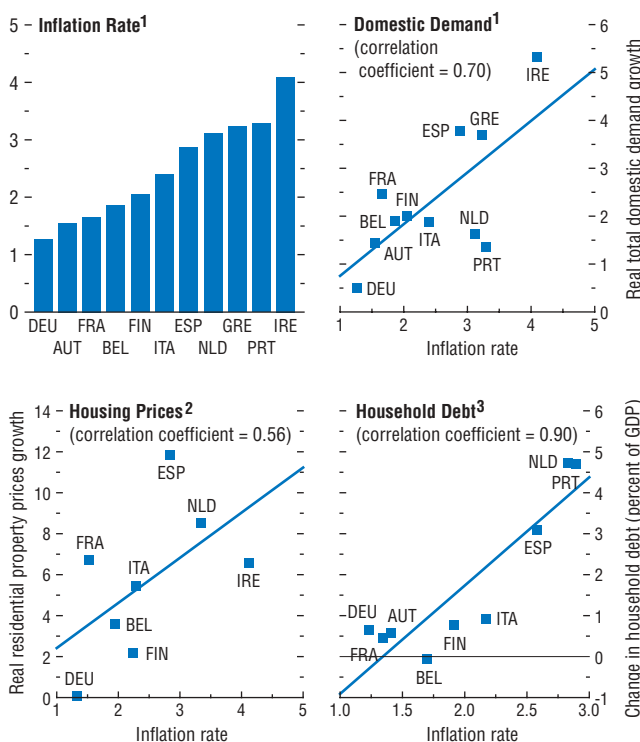 Inflation Rate1
5
4
3
2
1
0
DEU FRA FIN ESP GRE IRE
AUT BEL ITA NLD PRT
Domestic Demand1
(correlation
coefficient = 0.70)
IRE
ESP
GRE
FRA
FIN
BEL
NLD
AUT
ITA
PRT
DEU
6
5
4
3
2
1
0
Real total domestic demand growth
1 2 3 4 5
Inflation rate
Housing Prices2
(correlation coefficient = 0.56)
14
12
10
8
6
4
2
0
Real residential property prices growth
ESP
NLD
FRA
ITA
IRE
BEL
FIN
DEU
1 2 3 4 5
Inflation rate
Household Debt3
(correlation coefficient = 0.90)
NLD
PRT
ESP
DEU
AUT
ITA
FRA
FIN
BEL
6
5
4
3
2
1
0
-1
Change in household debt (percent of GDP)
1.0 1.5 2.0 2.5 3.0
Inflation rate